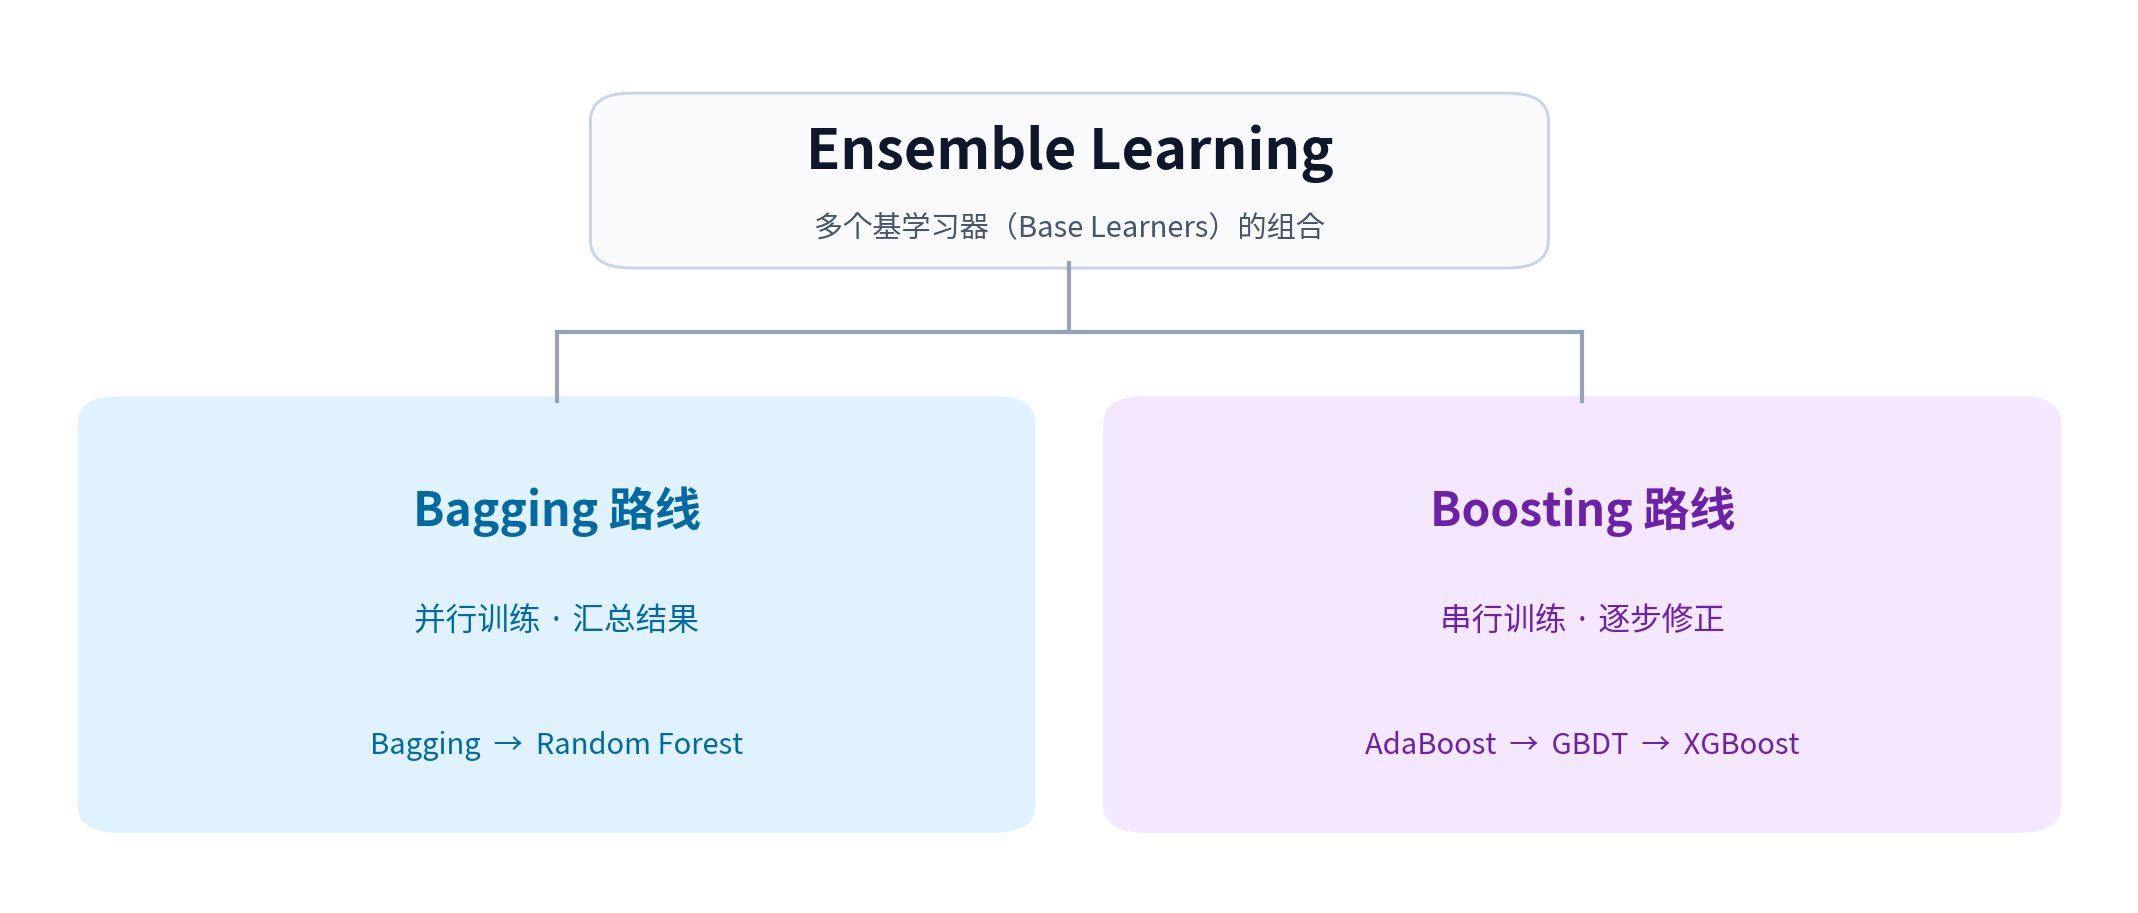 Ensemble Learning
多个基学习器（Base Learners）的组合
Bagging 路线
并行训练 · 汇总结果
Bagging → Random Forest
Boosting 路线
串行训练 · 逐步修正
AdaBoost → GBDT → XGBoost